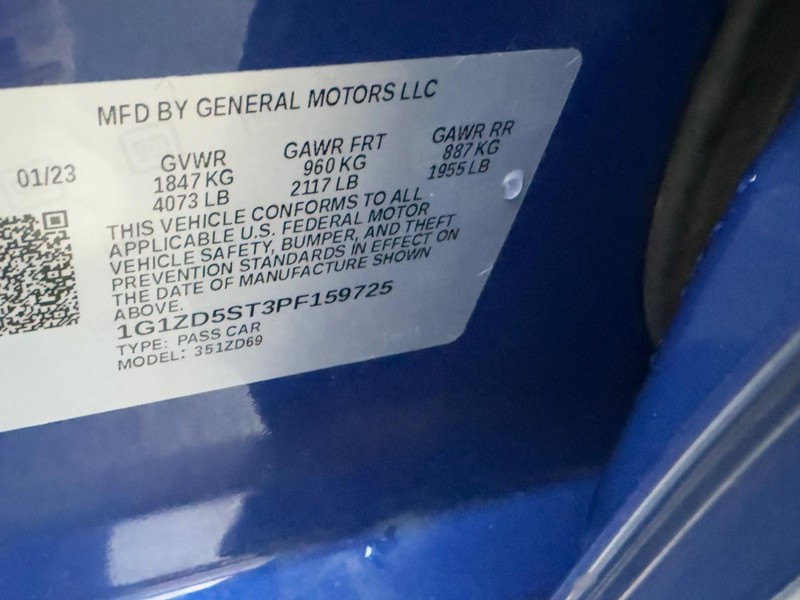 MFD BY GENERAL MOTORS LLC
01/23
GVWR
1847 KG
4073 LB
GAWR FRT
960 KG
2117 LB
GAWR RR
887 KG
1955 LB
THIS VEHICLE CONFORMS TO ALL
APPLICABLE U.S. FEDERAL MOTOR
VEHICLE SAFETY, BUMPER, AND THEFT
PREVENTION STANDARDS IN EFFECT ON
THE DATE OF MANUFACTURE SHOWN
ABOVE.
1G1ZD5ST3PF159725
TYPE: PASS CAR
MODEL: 351ZD69